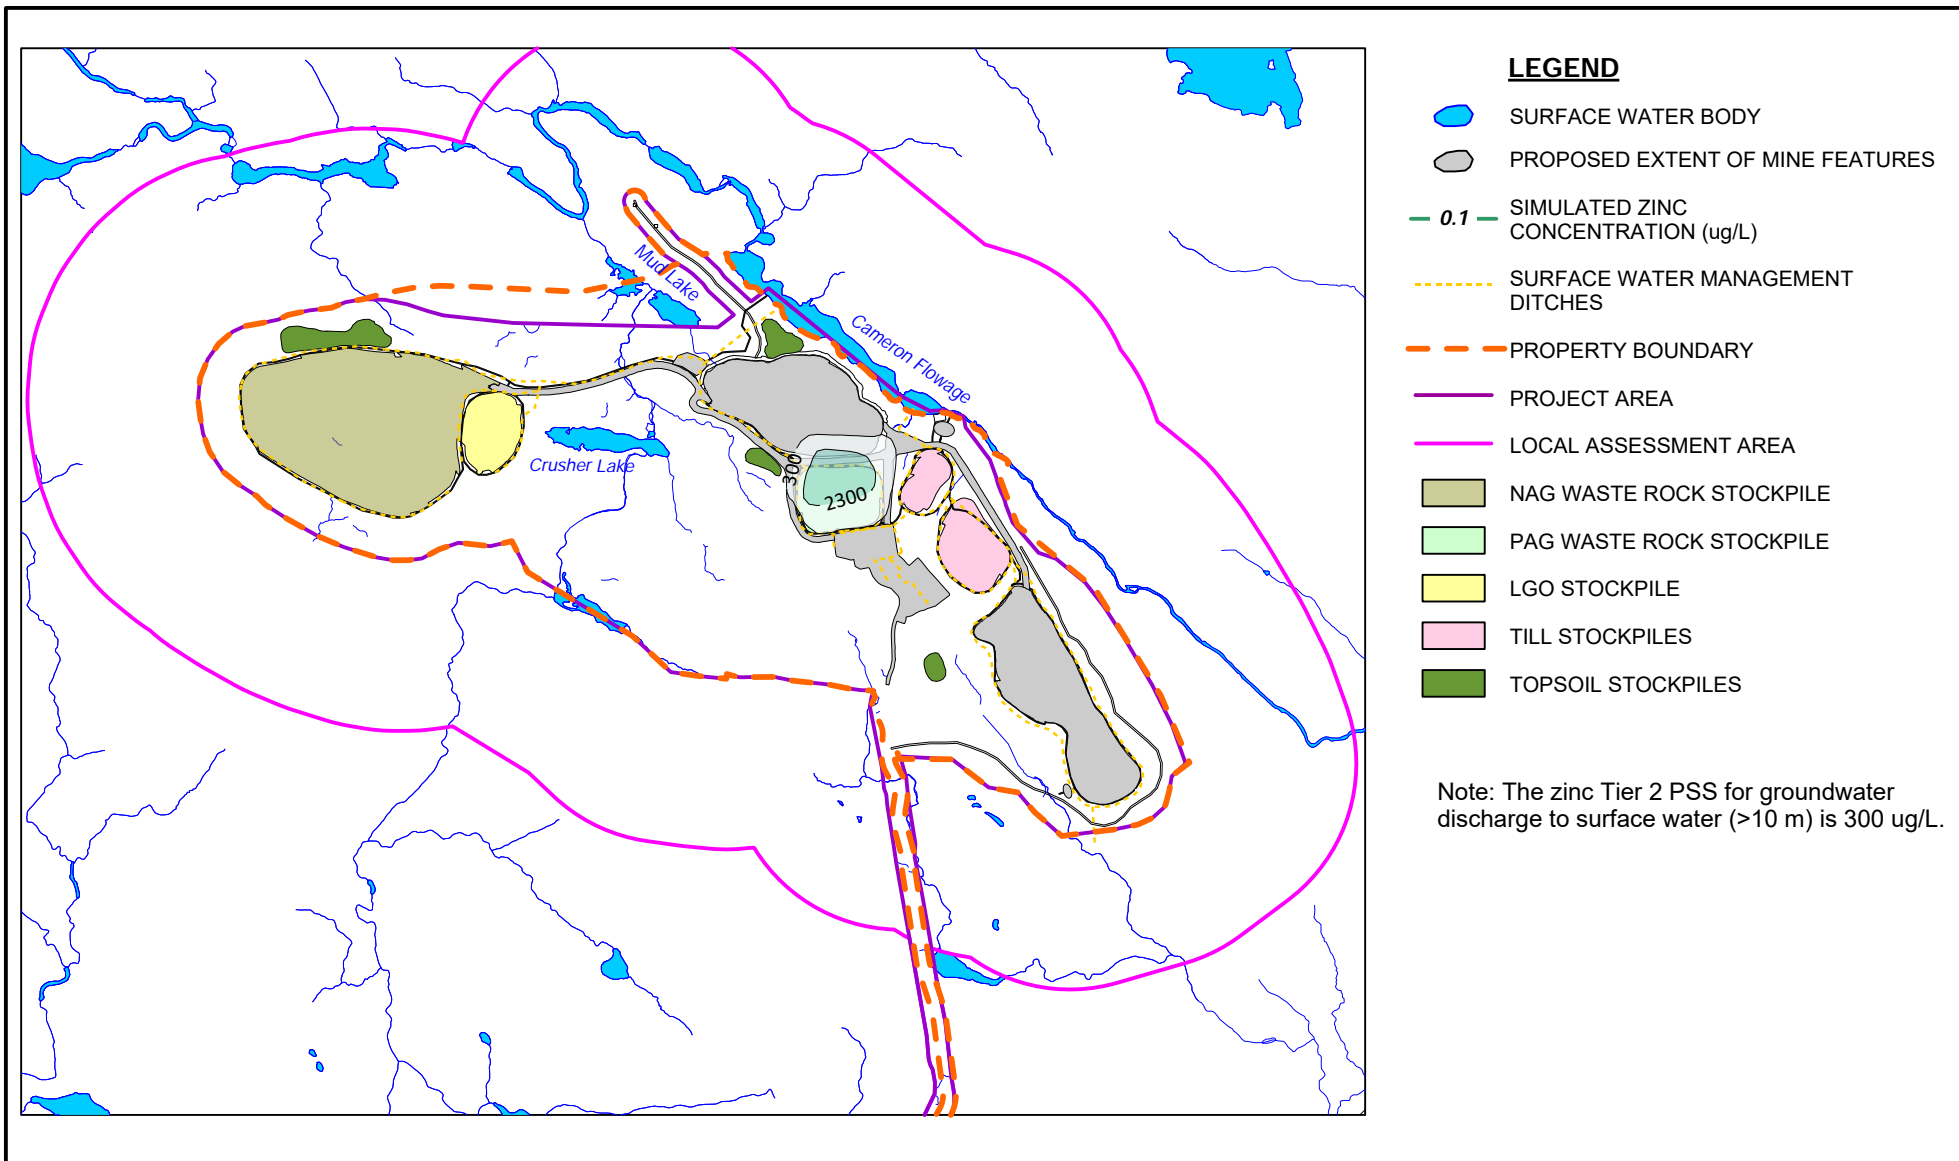 LEGEND
SURFACE WATER BODY
PROPOSED EXTENT OF MINE FEATURES
0.1
SIMULATED ZINC
CONCENTRATION (ug/L)
SURFACE WATER MANAGEMENT
DITCHES
PROPERTY BOUNDARY
PROJECT AREA
LOCAL ASSESSMENT AREA
NAG WASTE ROCK STOCKPILE
PAG WASTE ROCK STOCKPILE
LGO STOCKPILE
TILL STOCKPILES
TOPSOIL STOCKPILES
Note: The zinc Tier 2 PSS for groundwater
discharge to surface water (>10 m) is 300 ug/L.
Mud Lake
Cameron Flowage
Crusher Lake
300
2300